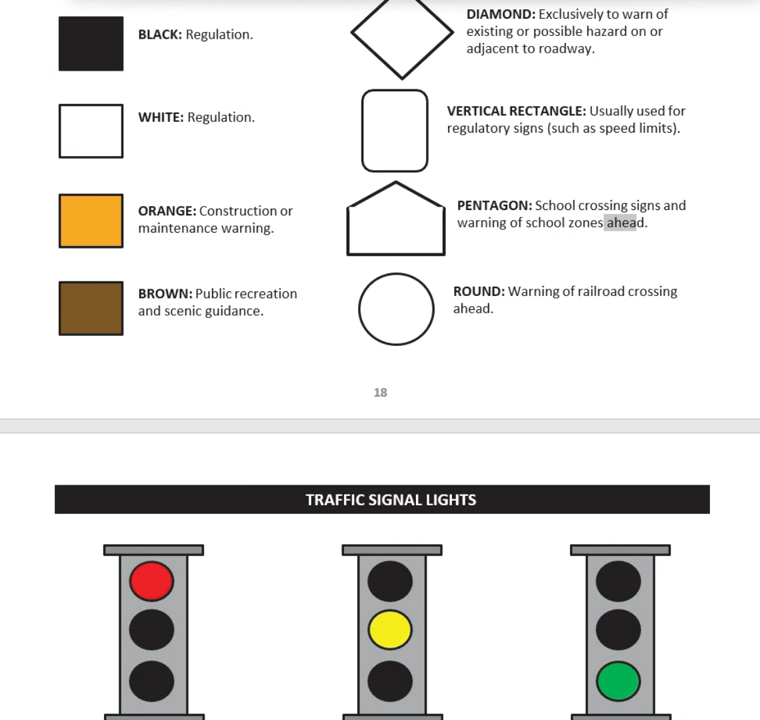 BLACK: Regulation.
WHITE: Regulation.
ORANGE: Construction or
maintenance warning.
BROWN: Public recreation
and scenic guidance.
DIAMOND: Exclusively to warn of
existing or possible hazard on or
adjacent to roadway.
VERTICAL RECTANGLE: Usually used for
regulatory signs (such as speed limits).
PENTAGON: School crossing signs and
warning of school zones ahead.
ROUND: Warning of railroad crossing
ahead.
18
TRAFFIC SIGNAL LIGHTS